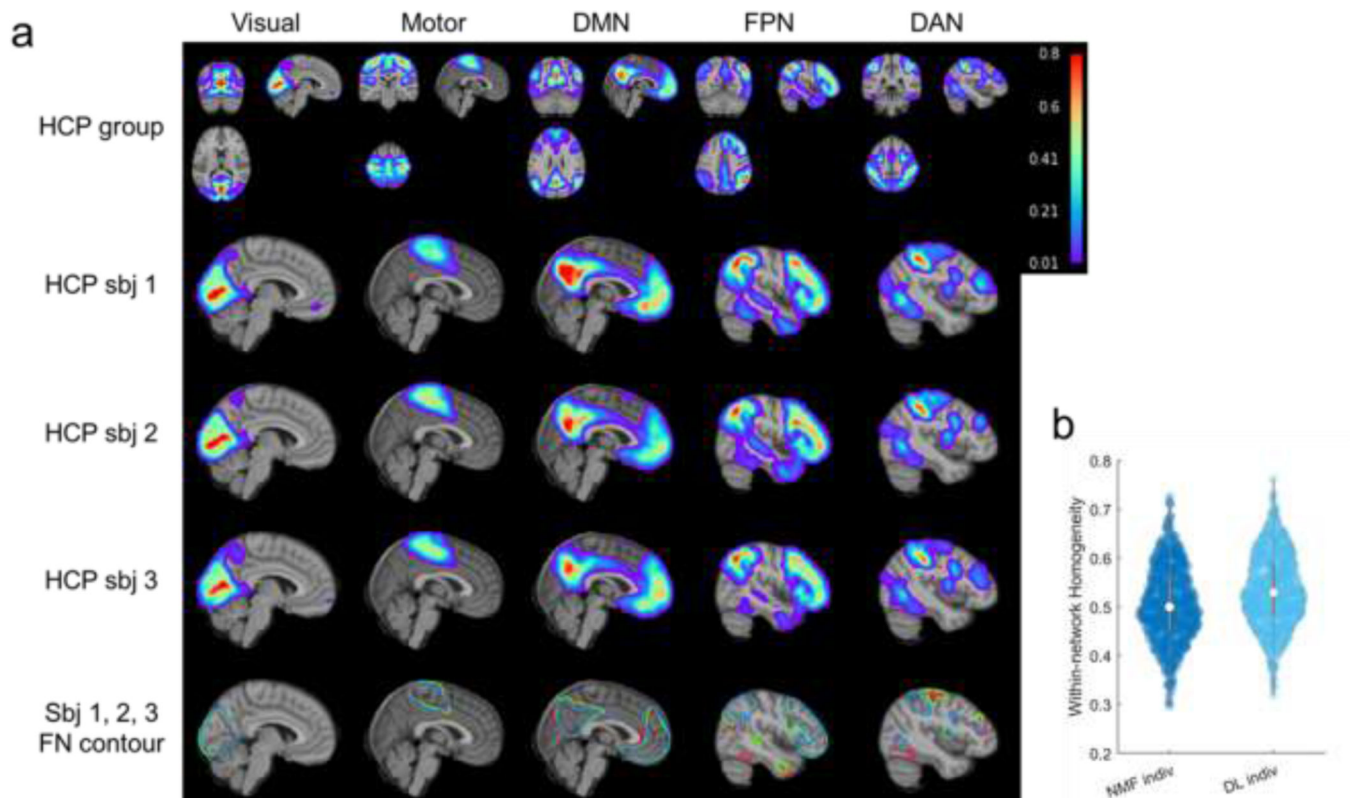 a
Visual Motor DMN FPN DAN
HCP group
0.8
0.6
0.41
0.21
0.01
HCP sbj 1
HCP sbj 2
HCP sbj 3
Sbj 1, 2, 3
FN contour
b
Within-network Homogeneity
0.8
0.7
0.6
0.5
0.4
0.3
0.2
NMF indiv
DL indiv